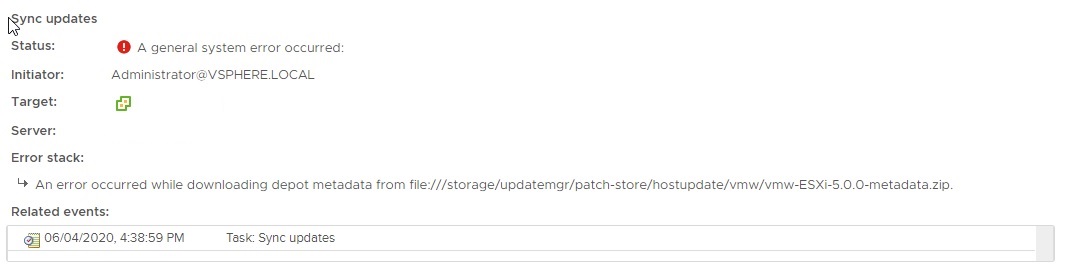 Sync updates
Status: A general system error occurred:
Initiator: Administrator@VSPHERE.LOCAL
Target:
Server:
Error stack:
An error occurred while downloading depot metadata from file:///storage/updatemgr/patch-store/hostupdate/vmw/vmw-ESXi-5.0.0-metadata.zip.
Related events:
06/04/2020, 4:38:59 PM Task: Sync updates